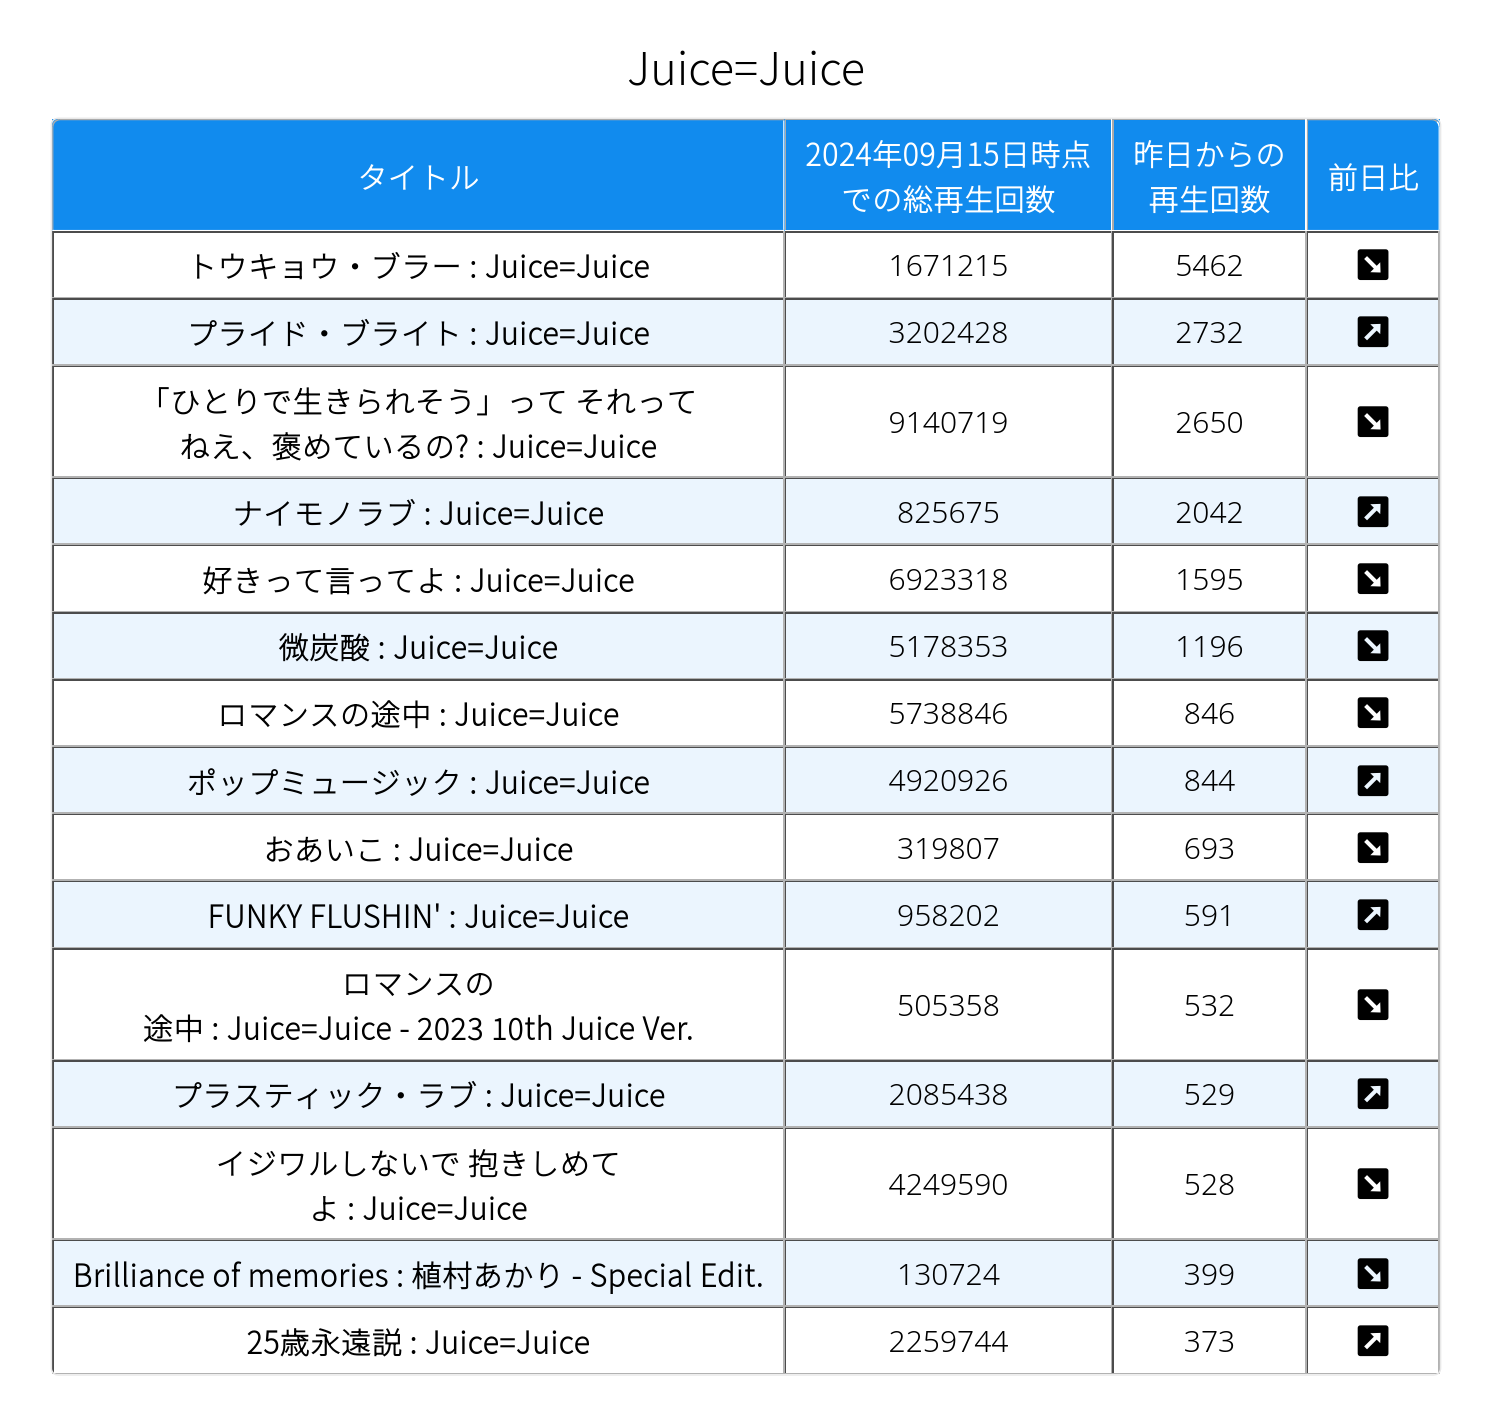 Juice=Juice
タイトル
2024年09月15日時点
での総再生回数
昨日からの
再生回数
前日比
トウキョウ・ブラー : Juice=Juice
1671215
5462
プライド・ブライト : Juice=Juice
3202428
2732
「ひとりで生きられそう」って それって
ねえ、褒めているの? : Juice=Juice
9140719
2650
ナイモノラブ : Juice=Juice
825675
2042
好きって言ってよ : Juice=Juice
6923318
1595
微炭酸 : Juice=Juice
5178353
1196
ロマンスの途中 : Juice=Juice
5738846
846
ポップミュージック : Juice=Juice
4920926
844
おあいこ : Juice=Juice
319807
693
FUNKY FLUSHIN' : Juice=Juice
958202
591
ロマンスの
途中 : Juice=Juice - 2023 10th Juice Ver.
505358
532
プラスティック・ラブ : Juice=Juice
2085438
529
イジワルしないで 抱きしめて
よ : Juice=Juice
4249590
528
Brilliance of memories : 植村あかり - Special Edit.
130724
399
25歳永遠説 : Juice=Juice
2259744
373